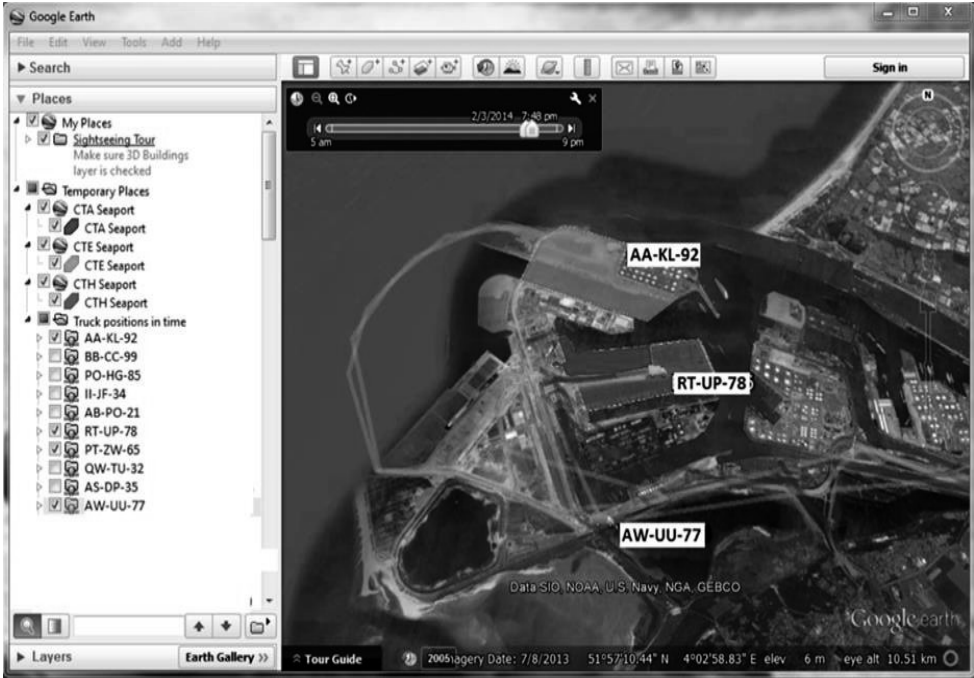 Google Earth
File Edit View Tools Add Help
Search
Sign in
Places
My Places
Sightseeing Tour
Make sure 3D Buildings
layer is checked
Temporary Places
CTA Seaport
CTA Seaport
CTE Seaport
CTE Seaport
CTH Seaport
CTH Seaport
Truck positions in time
AA-KL-92
BB-CC-99
PO-HG-85
II-JF-34
AB-PO-21
RT-UP-78
PT-ZW-65
QW-TU-32
AS-DP-35
AW-UU-77
Layers
Earth Gallery >>
2/3/2014 7:48 pm
5 am 9 pm
N
AA-KL-92
RT-UP-78
AW-UU-77
Data SIO, NOAA, U.S. Navy, NGA, GEBCO
Google earth
Tour Guide 2005 agery Date: 7/8/2013 51°57'10.44" N 4°02'58.83" E elev 6 m eye alt 10.51 km